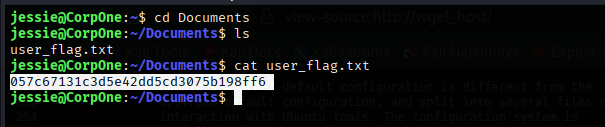 jessie@CorpOne:~$ cd Documents
jessie@CorpOne:~/Documents$ ls
user_flag.txt
jessie@CorpOne:~/Documents$ cat user_flag.txt
057c67131c3d5e42dd5cd3075b198ff6
jessie@CorpOne:~/Documents$